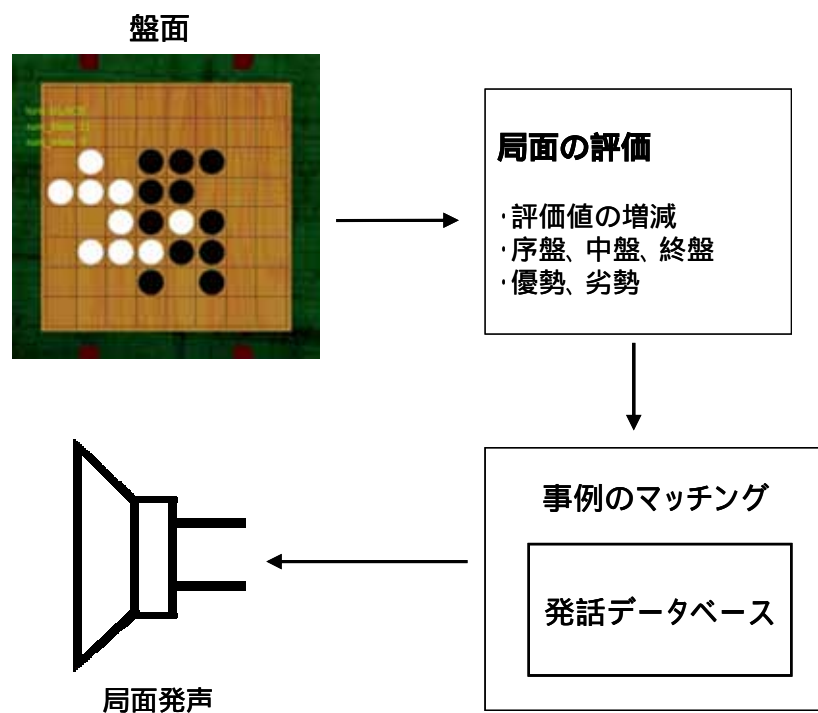 盤面
局面の評価
・評価値の増減
・序盤、中盤、終盤
・優勢、劣勢
事例のマッチング
発話データベース
局面発声